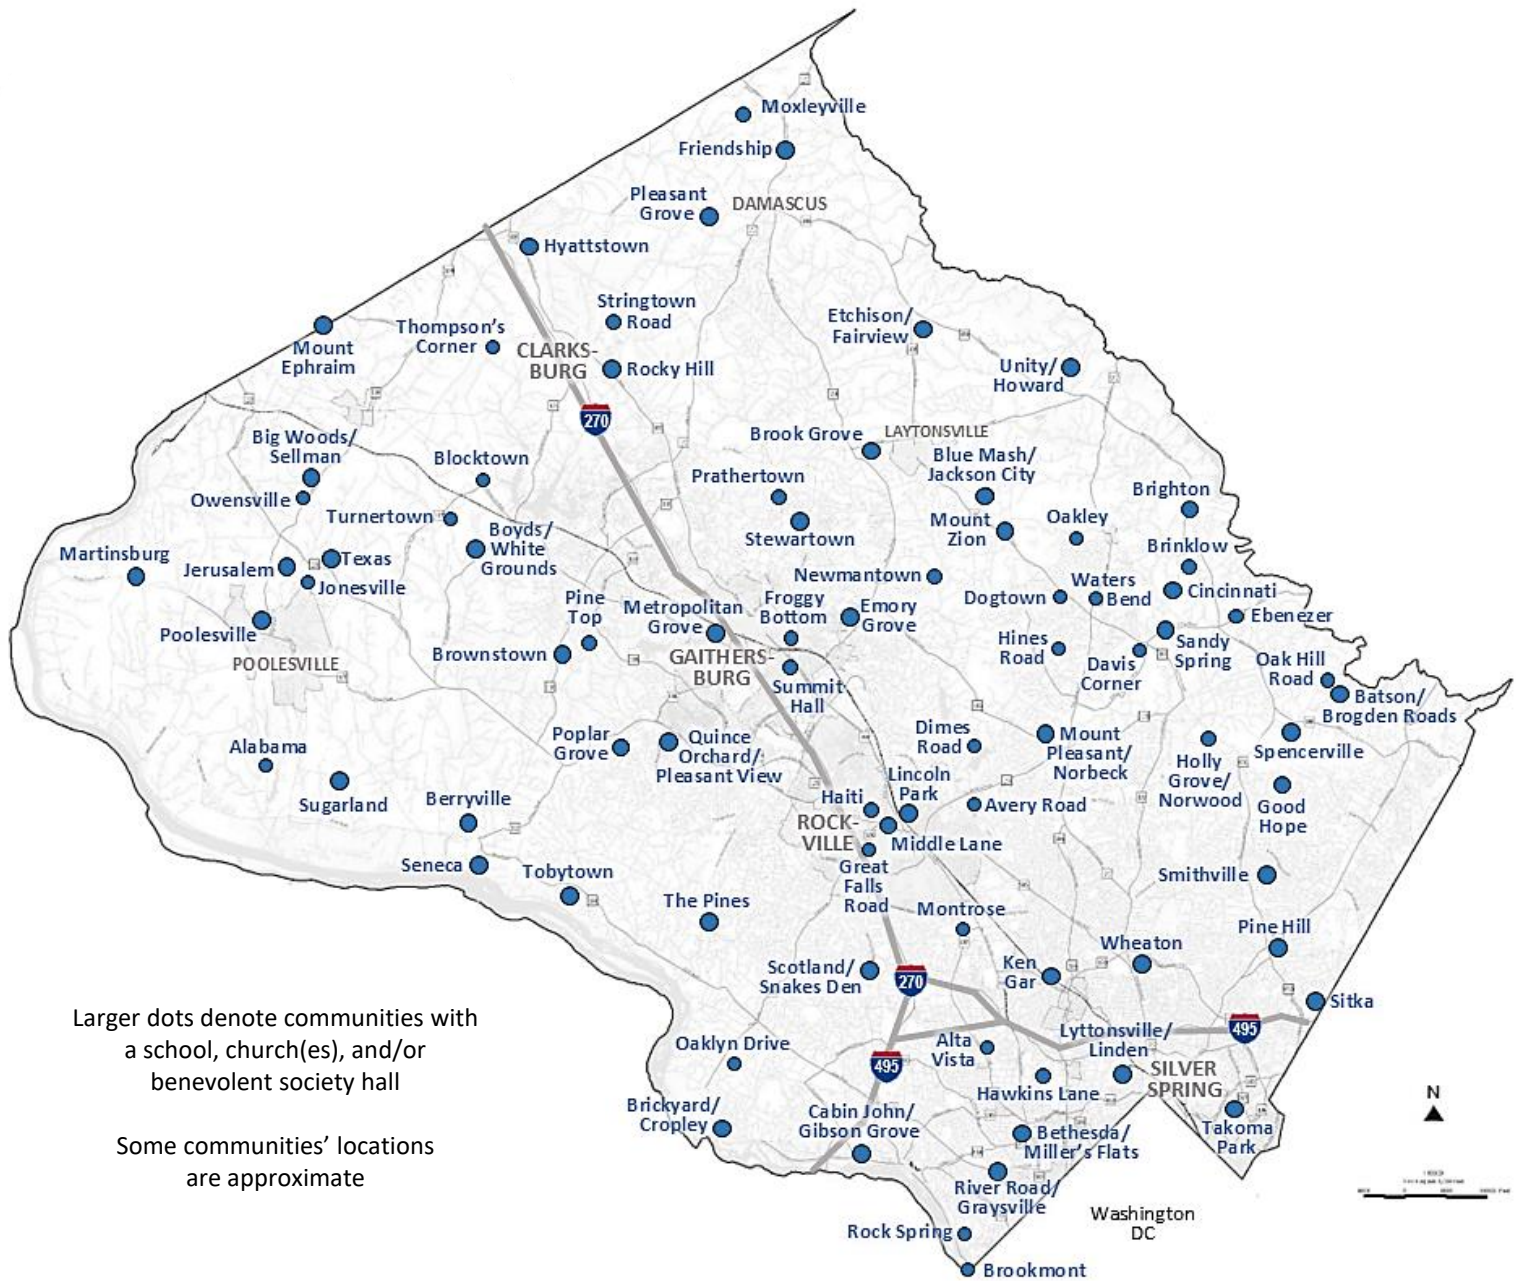 Moxleyville
Friendship
Pleasant
Grove
DAMASCUS
Hyattstown
Stringtown
Road
Etchison/
Fairview
Thompson's
Corner
Mount
Ephraim
CLARKS-
BURG
Rocky Hill
Unity/
Howard
270
Brook Grove
LAYTONSVILLE
Big Woods/
Sellman
Blocktown
Blue Mash/
Jackson City
Prathertown
Owensville
Brighton
Turnertown
Boyds/
White
Grounds
Stewartown
Mount
Zion
Oakley
Brinklow
Martinsburg
Jerusalem
Texas
Jonesville
Newmantown
Waters
Bend
Dogtown
Cincinnati
Pine
Top
Metropolitan
Grove
Froggy
Bottom
Emory
Grove
Ebenezer
Poolesville
POOLESVILLE
Brownstown
GAITHERS-
BURG
Summit
Hall
Hines
Road
Davis
Corner
Sandy
Spring
Oak Hill
Road
Batson/
Brogden Roads
Alabama
Poplar
Grove
Quince
Orchard/
Pleasant View
Dimes
Road
Mount
Pleasant/
Norbeck
Holly
Grove/
Norwood
Spencerville
Sugarland
Berryville
Haiti
Lincoln
Park
Avery Road
Good
Hope
ROCK-
VILLE
Middle Lane
Great
Falls
Road
Seneca
Tobytown
Smithville
The Pines
Montrose
Pine Hill
Wheaton
Scotland/
Snakes Den
270
Ken
Gar
Sitka
Larger dots denote communities with
a school, church(es), and/or
benevolent society hall
Some communities' locations
are approximate
Oaklyn Drive
495
Alta
Vista
Lyttonsville/
Linden
495
SILVER
SPRING
Hawkins Lane
Brickyard/
Cropley
Cabin John/
Gibson Grove
Bethesda/
Miller's Flats
Takoma
Park
N
River Road/
Graysville
Washington
DC
Rock Spring
Brookmont